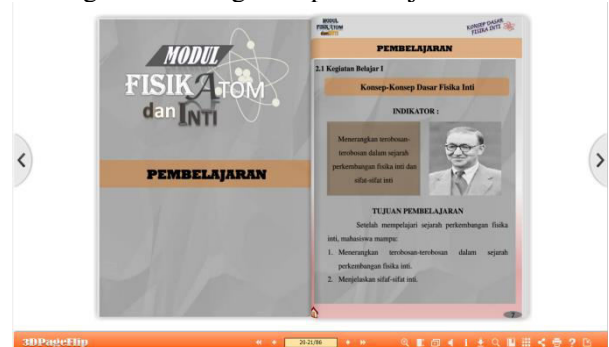 MODUL
FISIKA ATOM
dan INTI
PEMBELAJARAN
MODUL
FISIKA ATOM
dan INTI
KONSEP DASAR
FISIKA INTI
PEMBELAJARAN
2.1 Kegiatan Belajar I
Konsep-Konsep Dasar Fisika Inti
INDIKATOR :
Menerangkan terobosan-
terobosan dalam sejarah
perkembangan fisika inti dan
sifat-sifat inti
TUJUAN PEMBELAJARAN
Setelah mempelajari sejarah perkembangan fisika
inti, mahasiswa mampu:
1. Menerangkan terobosan-terobosan dalam sejarah
perkembangan fisika inti.
2. Menjelaskan sifaf-sifat inti.
3DPageFlip
20-21/86